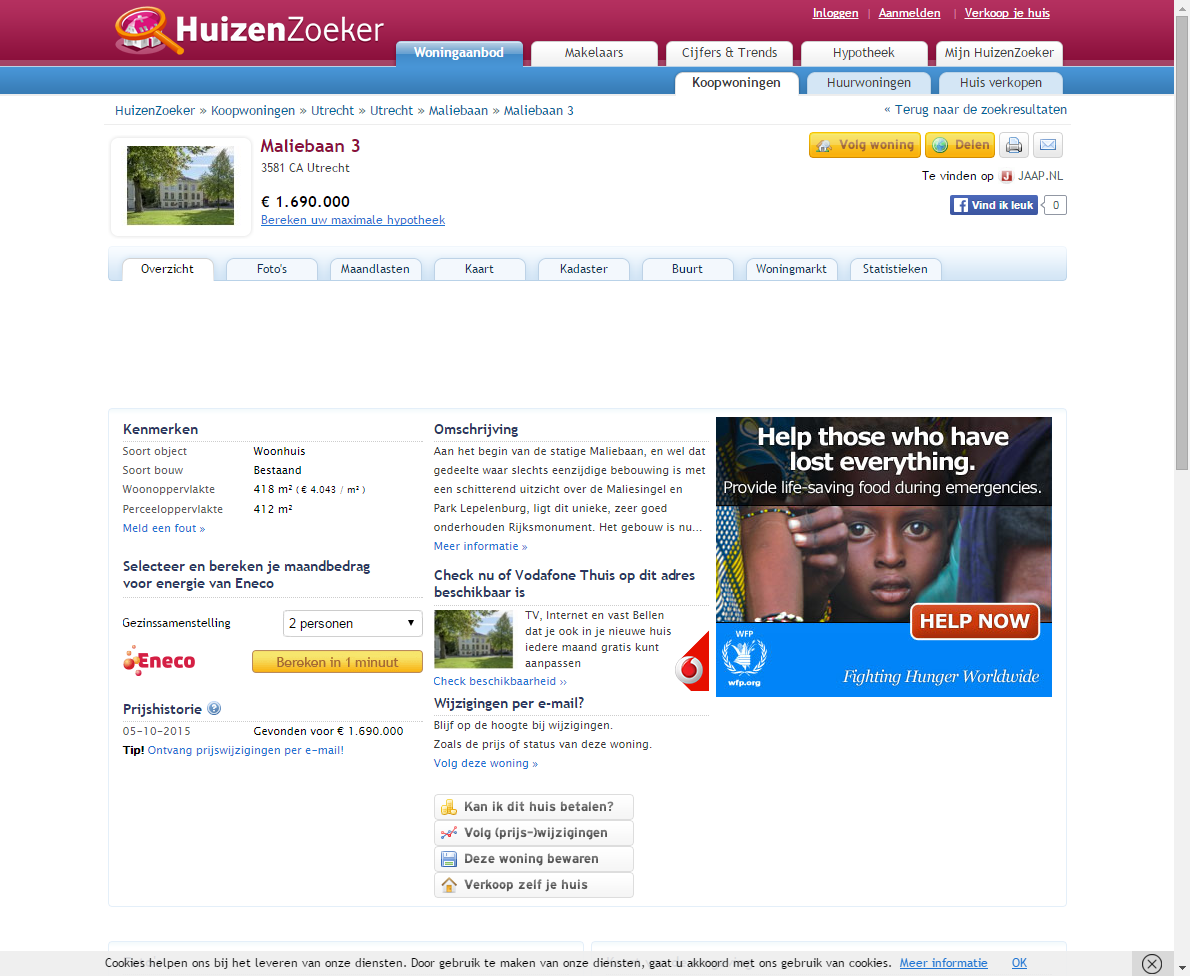 Inloggen | Aanmelden | Verkoop je huis
HuizenZoeker
Woningaanbod Makelaars Cijfers & Trends Hypotheek Mijn HuizenZoeker
Koopwoningen Huurwoningen Huis verkopen
HuizenZoeker » Koopwoningen » Utrecht » Utrecht » Maliebaan » Maliebaan 3
« Terug naar de zoekresultaten
Maliebaan 3
3581 CA Utrecht
€ 1.690.000
Bereken uw maximale hypotheek
Volg woning Delen
Te vinden op JAAP.NL
Vind ik leuk 0
Overzicht Foto's Maandlasten Kaart Kadaster Buurt Woningmarkt Statistieken
Kenmerken
Soort object Woonhuis
Soort bouw Bestaand
Woonoppervlakte 418 m² ( € 4.043 / m² )
Perceeloppervlakte 412 m²
Meld een fout »
Selecteer en bereken je maandbedrag
voor energie van Eneco
Gezinssamenstelling 2 personen
Eneco Bereken in 1 minuut
Prijshistorie ?
05-10-2015 Gevonden voor € 1.690.000
Tip! Ontvang prijswijzigingen per e-mail!
Omschrijving
Aan het begin van de statige Maliebaan, en wel dat
gedeelte waar slechts eenzijdige bebouwing is met
een schitterend uitzicht over de Maliesingel en
Park Lepelenburg, ligt dit unieke, zeer goed
onderhouden Rijksmonument. Het gebouw is nu...
Meer informatie »
Check nu of Vodafone Thuis op dit adres
beschikbaar is
TV, Internet en vast Bellen
dat je ook in je nieuwe huis
iedere maand gratis kunt
aanpassen
Check beschikbaarheid ››
Wijzigingen per e-mail?
Blijf op de hoogte bij wijzigingen.
Zoals de prijs of status van deze woning.
Volg deze woning »
Kan ik dit huis betalen?
Volg (prijs-)wijzigingen
Deze woning bewaren
Verkoop zelf je huis
Help those who have
lost everything.
Provide life-saving food during emergencies.
HELP NOW
WFP
wfp.org
Fighting Hunger Worldwide
Cookies helpen ons bij het leveren van onze diensten. Door gebruik te maken van onze diensten, gaat u akkoord met ons gebruik van cookies. Meer informatie OK